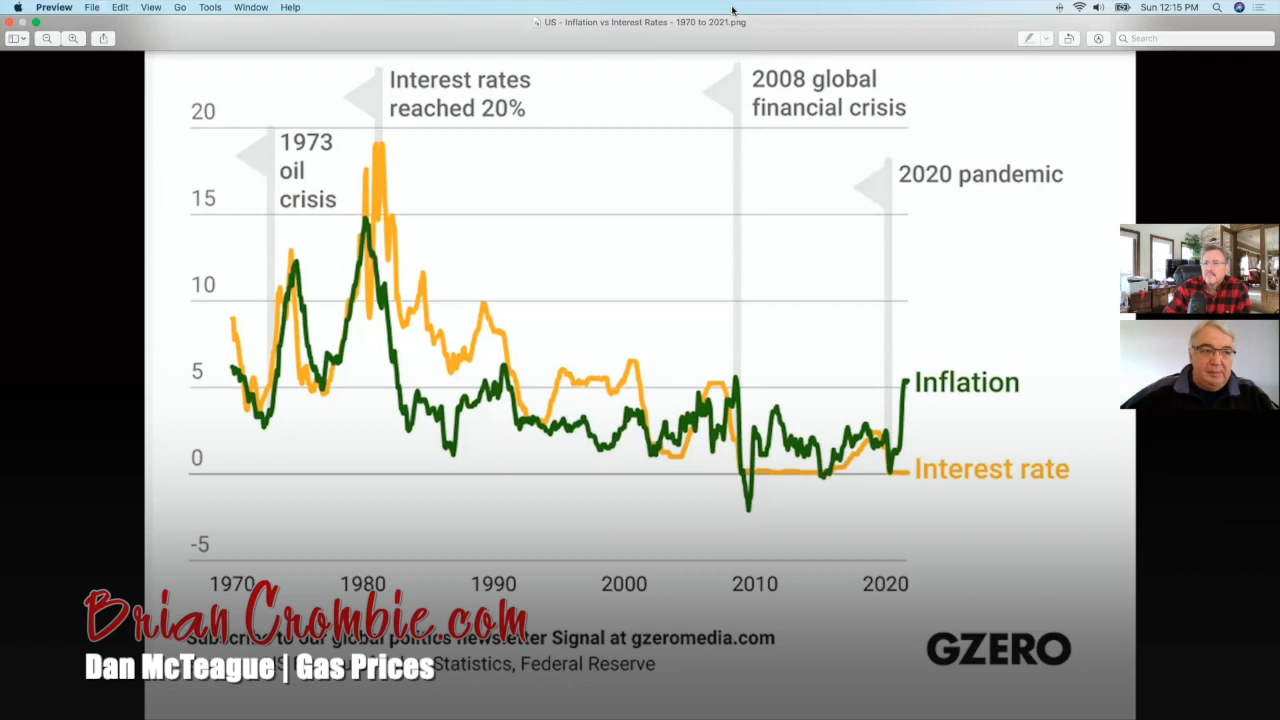 Preview File Edit View Go Tools Window Help
Sun 12:15 PM
US - Inflation vs Interest Rates - 1970 to 2021.png
Search
Interest rates
reached 20%
2008 global
financial crisis
20
1973
oil
crisis
2020 pandemic
15
10
5
Inflation
0
Interest rate
-5
1970 1980 1990 2000 2010 2020
Brian Crombie.com
global politics newsletter Signal at gzeromedia.com
Dan McTeague | Gas Prices
Statistics, Federal Reserve
GZERO